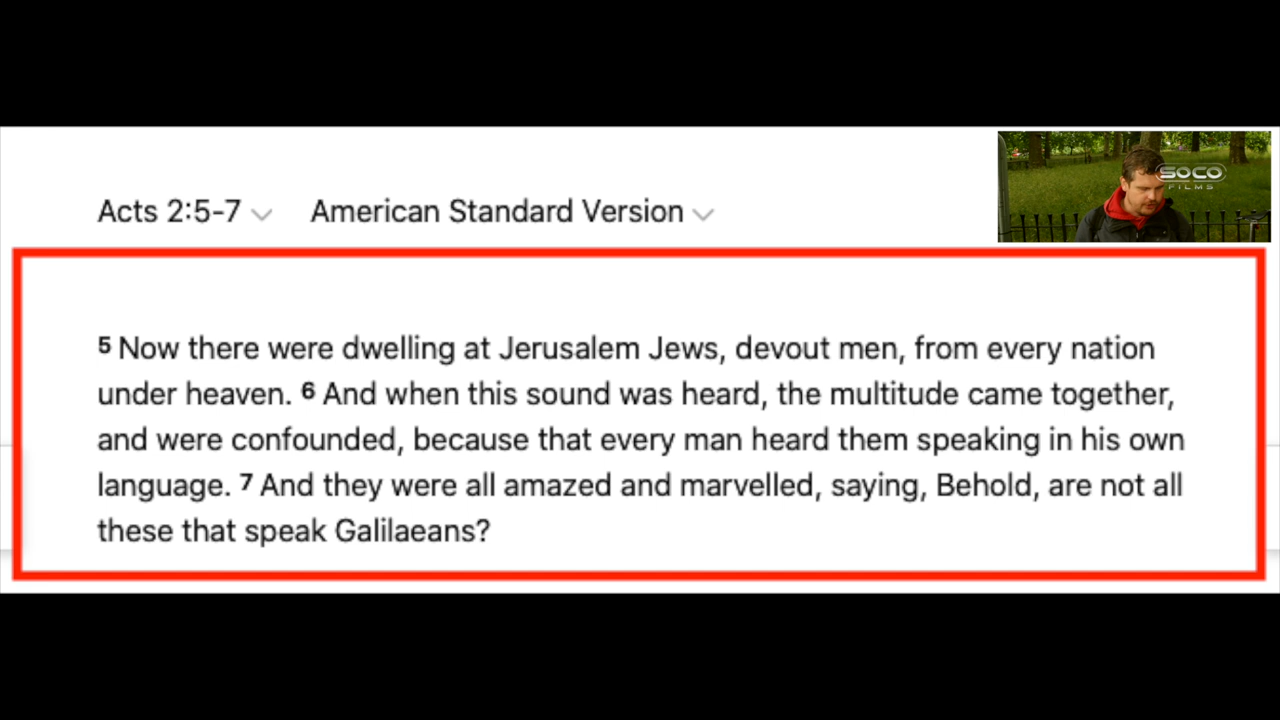 Acts 2:5-7 American Standard Version
SOCO
FILMS
5 Now there were dwelling at Jerusalem Jews, devout men, from every nation
under heaven. 6 And when this sound was heard, the multitude came together,
and were confounded, because that every man heard them speaking in his own
language. 7 And they were all amazed and marvelled, saying, Behold, are not all
these that speak Galilaeans?